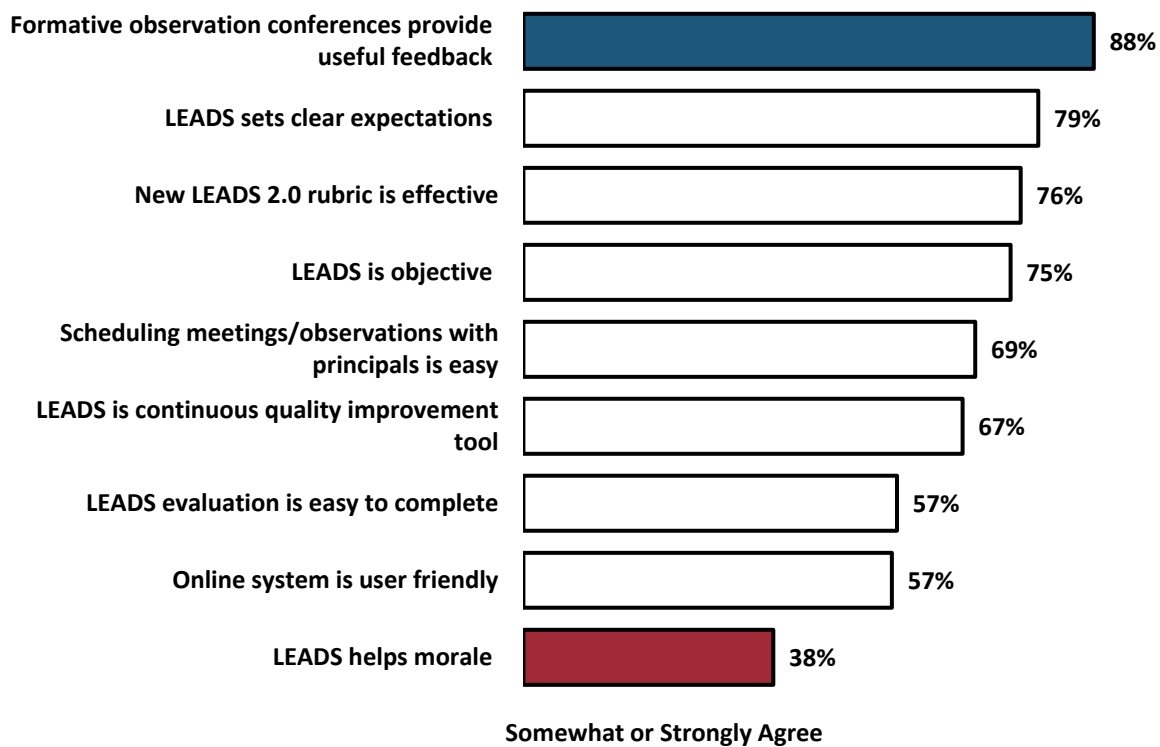 Formative observation conferences provide
useful feedback
88%
LEADS sets clear expectations
79%
New LEADS 2.0 rubric is effective
76%
LEADS is objective
75%
Scheduling meetings/observations with
principals is easy
69%
LEADS is continuous quality improvement
tool
67%
LEADS evaluation is easy to complete
57%
Online system is user friendly
57%
LEADS helps morale
38%
Somewhat or Strongly Agree